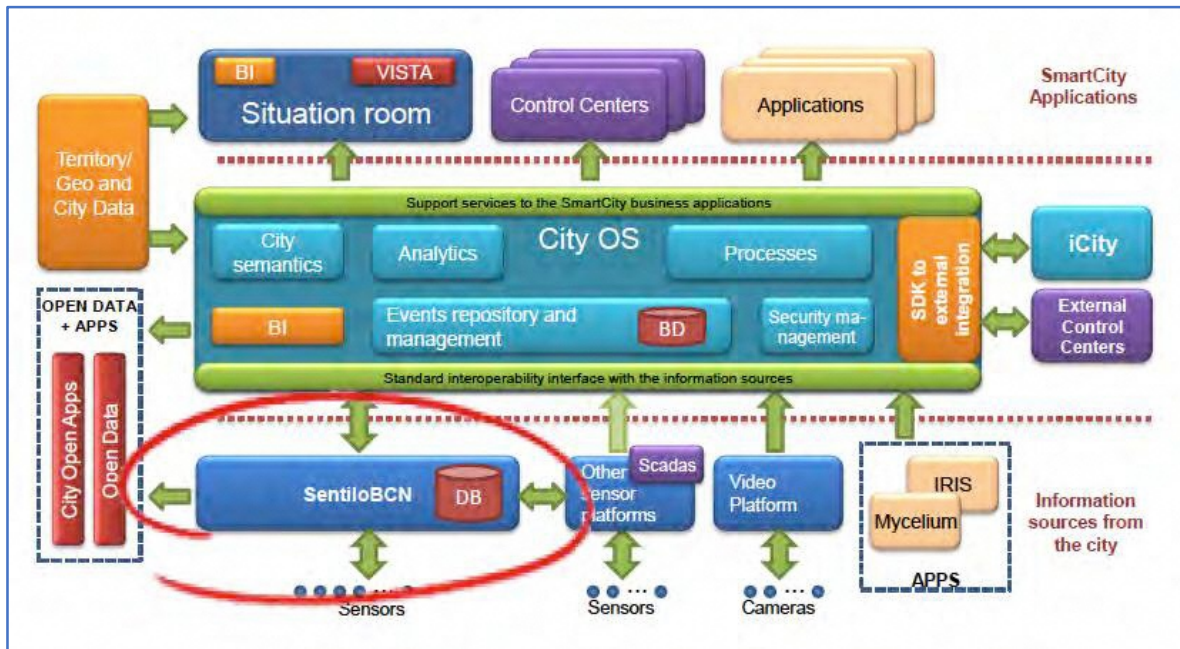 BI
VISTA
Situation room
Control Centers
Applications
SmartCity
Applications
Territory/
Geo and
City Data
Support services to the SmartCity business applications
City OS
City
semantics
Analytics
Processes
SDK to
external
integration
iCity
BI
Events repository and
management
BD
Security ma-
nagement
External
Control
Centers
Standard interoperability interface with the information sources
OPEN DATA
+ APPS
City Open Apps
Open Data
SentiloBCN
DB
Other
sensor
platforms
Scadas
Video
Platform
IRIS
Mycelium
APPS
Information
sources from
the city
...
Sensors
...
Sensors
...
Cameras